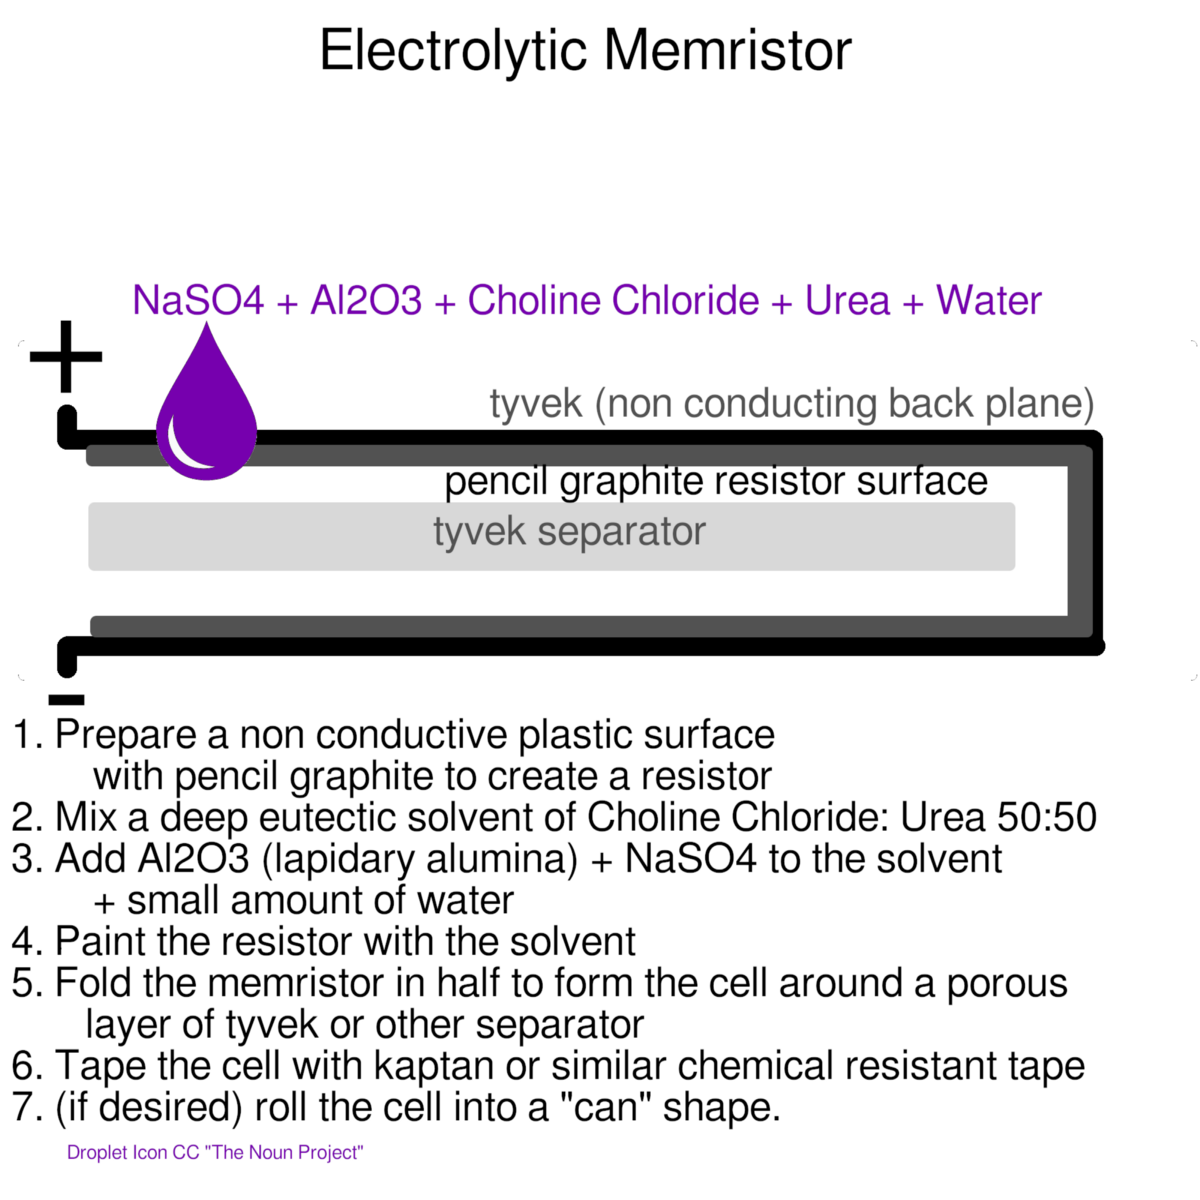 Electrolytic Memristor
NaSO4 + Al2O3 + Choline Chloride + Urea + Water
+
tyvek (non conducting back plane)
pencil graphite resistor surface
tyvek separator
-
1. Prepare a non conductive plastic surface
with pencil graphite to create a resistor
2. Mix a deep eutectic solvent of Choline Chloride: Urea 50:50
3. Add Al2O3 (lapidary alumina) + NaSO4 to the solvent
+ small amount of water
4. Paint the resistor with the solvent
5. Fold the memristor in half to form the cell around a porous
layer of tyvek or other separator
6. Tape the cell with kaptan or similar chemical resistant tape
7. (if desired) roll the cell into a "can" shape.
Droplet Icon CC "The Noun Project"